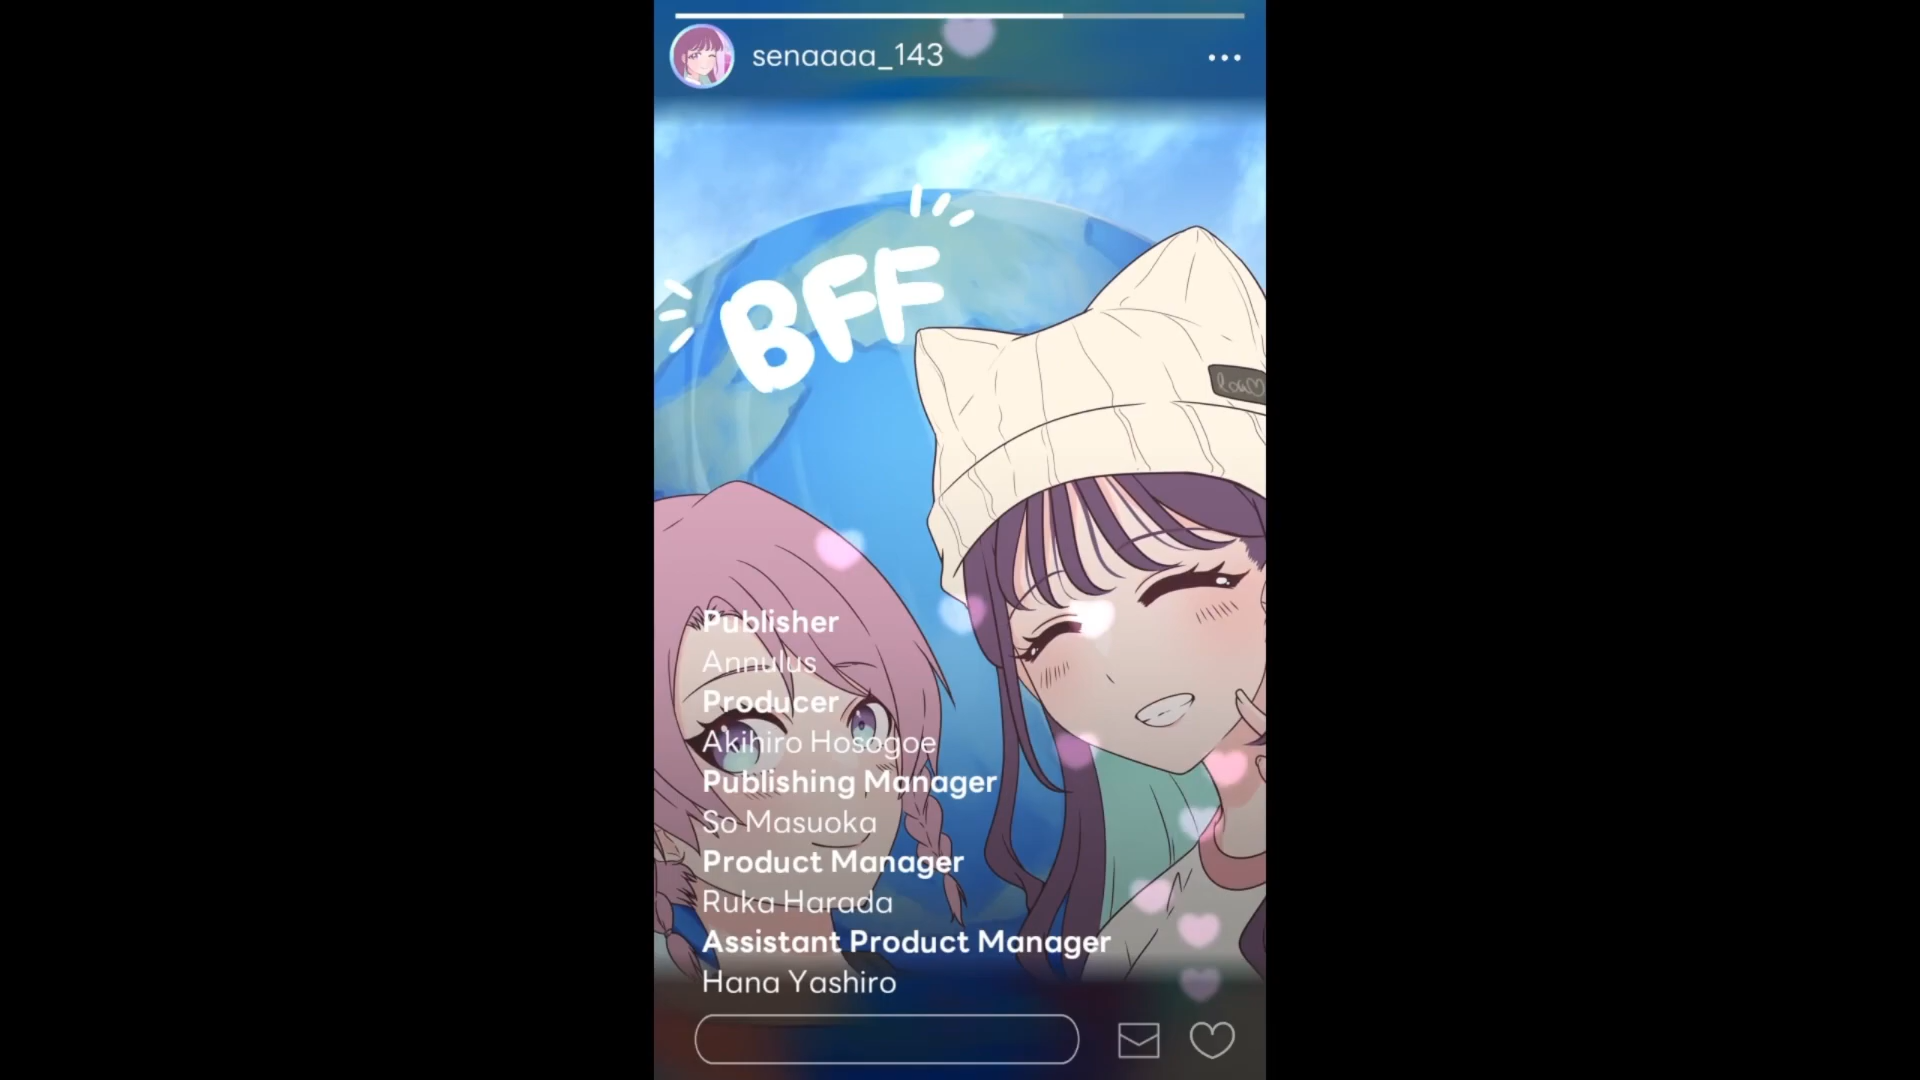 senaaaa_143
BFF
Roa
Publisher
Annulus
Producer
Akihiro Hosogoe
Publishing Manager
So Masuoka
Product Manager
Ruka Harada
Assistant Product Manager
Hana Yashiro